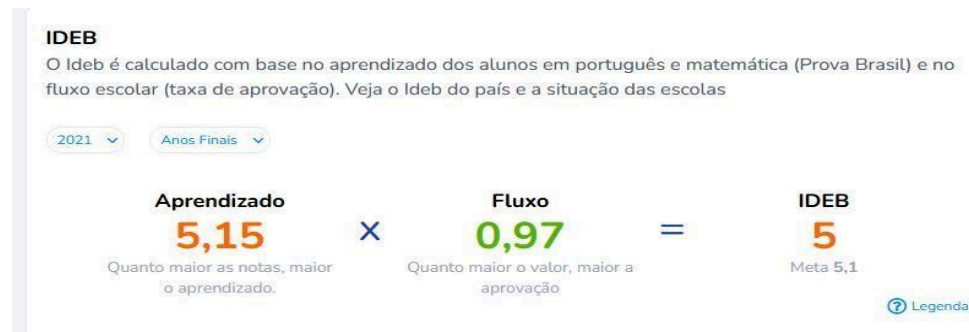 IDEB
O Ideb é calculado com base no aprendizado dos alunos em português e matemática (Prova Brasil) e no
fluxo escolar (taxa de aprovação). Veja o Ideb do país e a situação das escolas
2021
Anos Finais
Aprendizado
5,15
Quanto maior as notas, maior
o aprendizado.
×
Fluxo
0,97
Quanto maior o valor, maior a
aprovação
=
IDEB
5
Meta 5,1
? Legenda